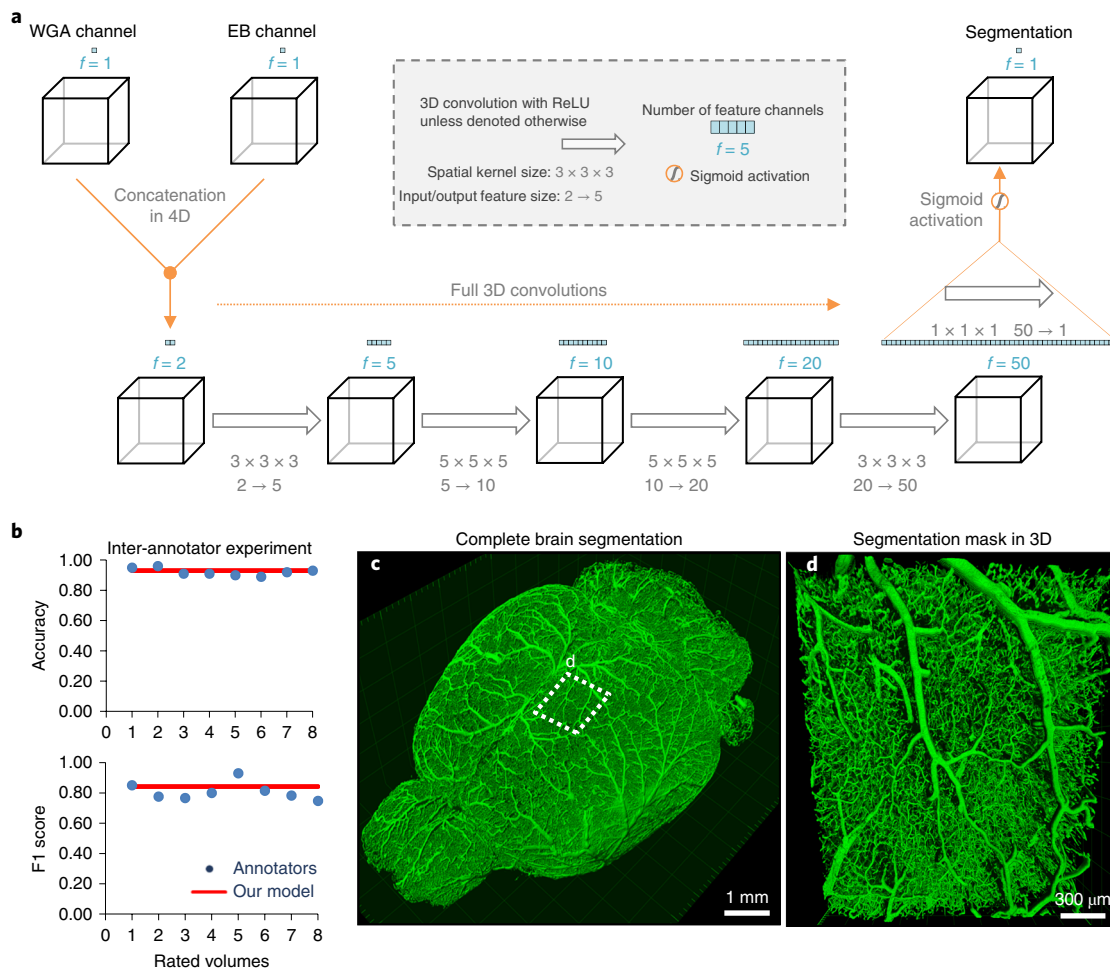 a
WGA channel
EB channel
Segmentation
f = 1
f = 1
f = 1
3D convolution with ReLU
unless denoted otherwise
Spatial kernel size: 3 × 3 × 3
Input/output feature size: 2 → 5
Number of feature channels
f = 5
Sigmoid activation
Concatenation
in 4D
Sigmoid
activation
Full 3D convolutions
1 × 1 × 1 50 → 1
f = 2
f = 5
f = 10
f = 20
f = 50
3 × 3 × 3
2 → 5
5 × 5 × 5
5 → 10
5 × 5 × 5
10 → 20
3 × 3 × 3
20 → 50
b
Inter-annotator experiment
Accuracy
1.00
0.80
0.60
0.40
0.20
0.00
0 1 2 3 4 5 6 7 8
F1 score
1.00
0.80
0.60
0.40
0.20
0.00
Annotators
Our model
0 1 2 3 4 5 6 7 8
Rated volumes
Complete brain segmentation
c
d
1 mm
Segmentation mask in 3D
d
300 μm